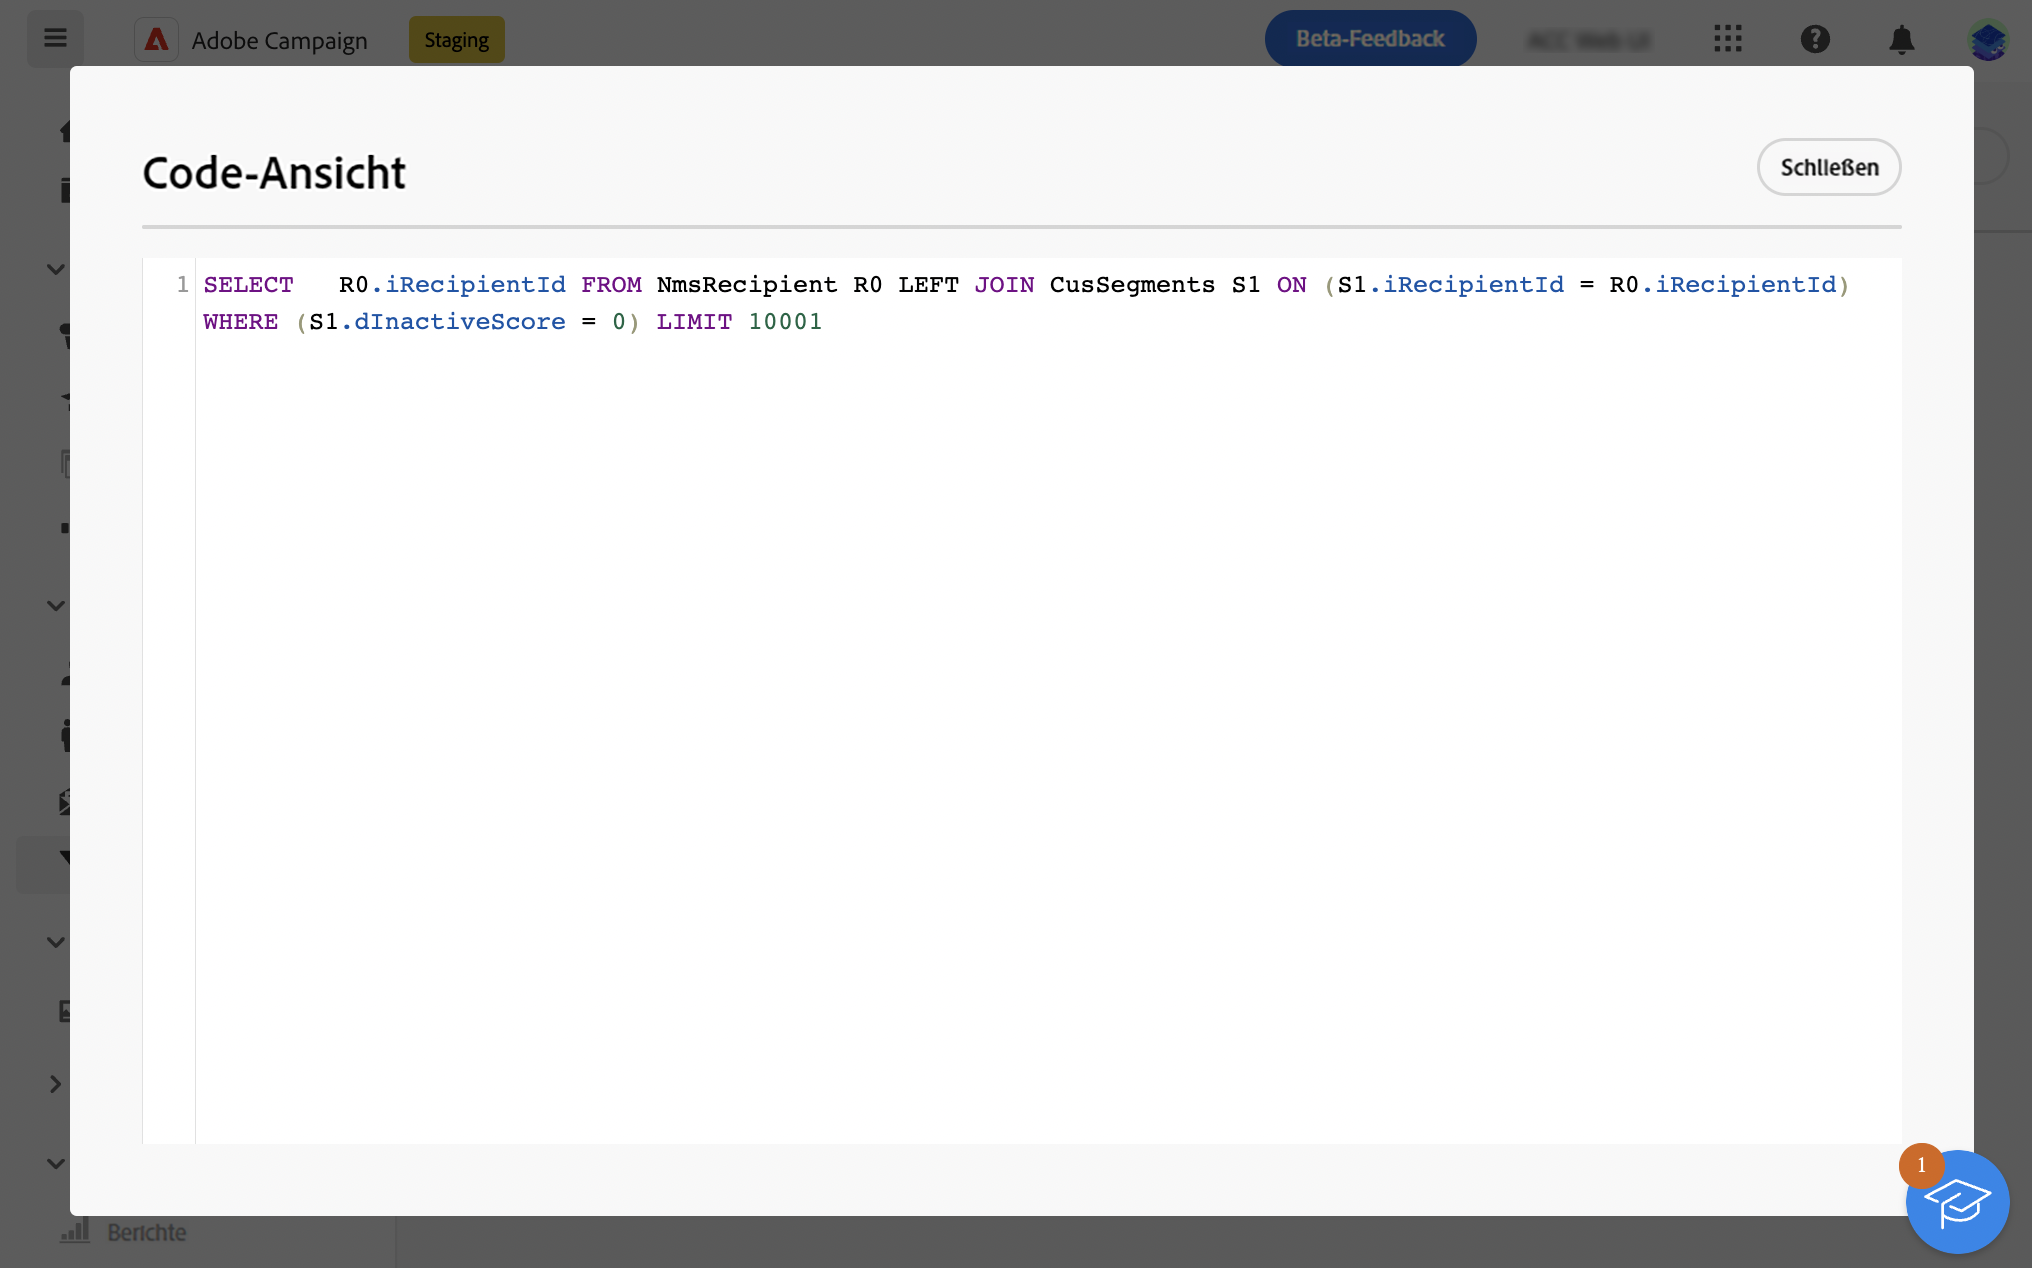 Adobe Campaign
Staging
Beta-Feedback
Code-Ansicht
Schließen
1
SELECT   R0.iRecipientId FROM NmsRecipient R0 LEFT JOIN CusSegments S1 ON (S1.iRecipientId = R0.iRecipientId)
WHERE (S1.dInactiveScore = 0) LIMIT 10001
1
Berichte